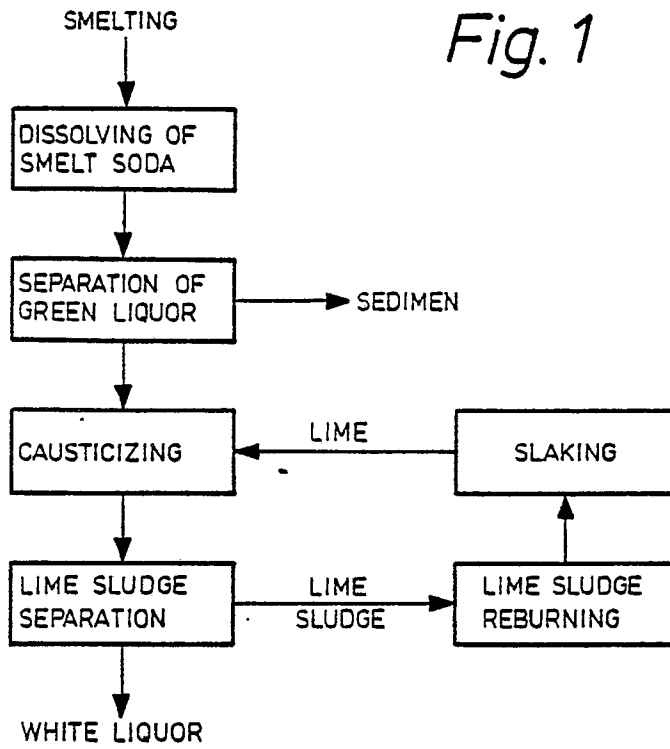 SMELTING
Fig. 1
DISSOLVING OF
SMELT SODA
SEPARATION OF
GREEN LIQUOR
SEDIMEN
CAUSTICIZING
LIME
SLAKING
LIME SLUDGE
SEPARATION
LIME
SLUDGE
LIME SLUDGE
REBURNING
WHITE LIQUOR